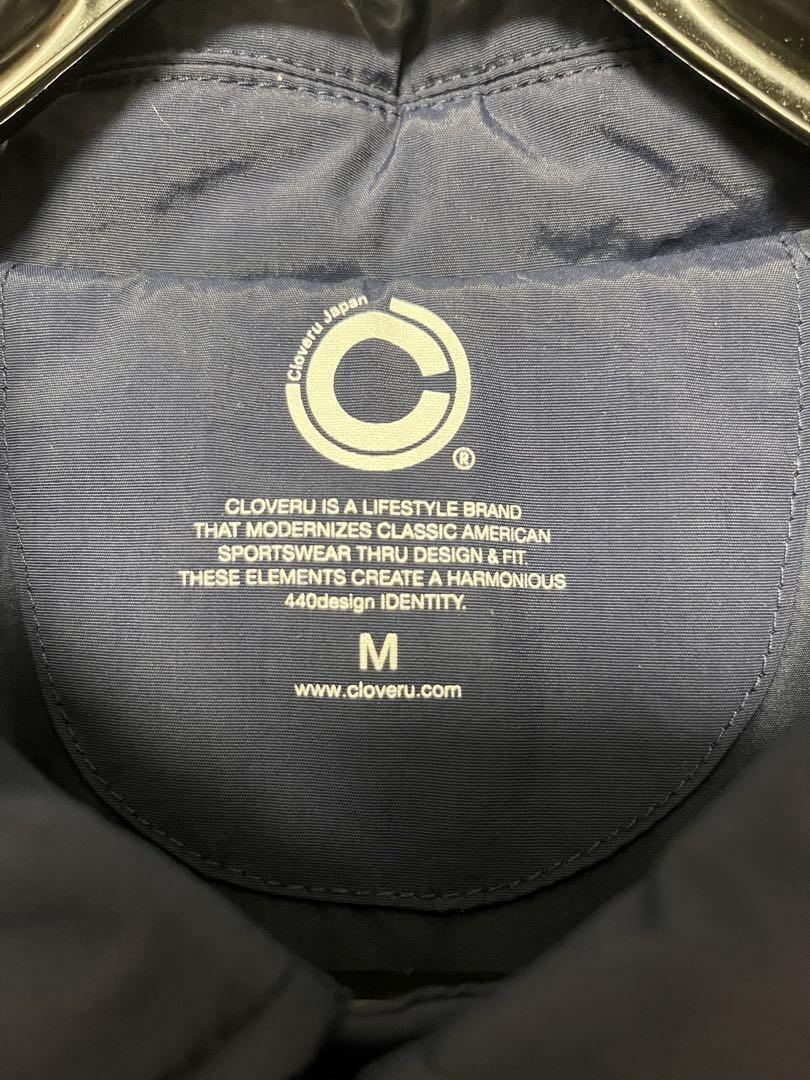 Cloveru Japan
®
CLOVERU IS A LIFESTYLE BRAND
THAT MODERNIZES CLASSIC AMERICAN
SPORTSWEAR THRU DESIGN & FIT.
THESE ELEMENTS CREATE A HARMONIOUS
440design IDENTITY.
M
www.cloveru.com